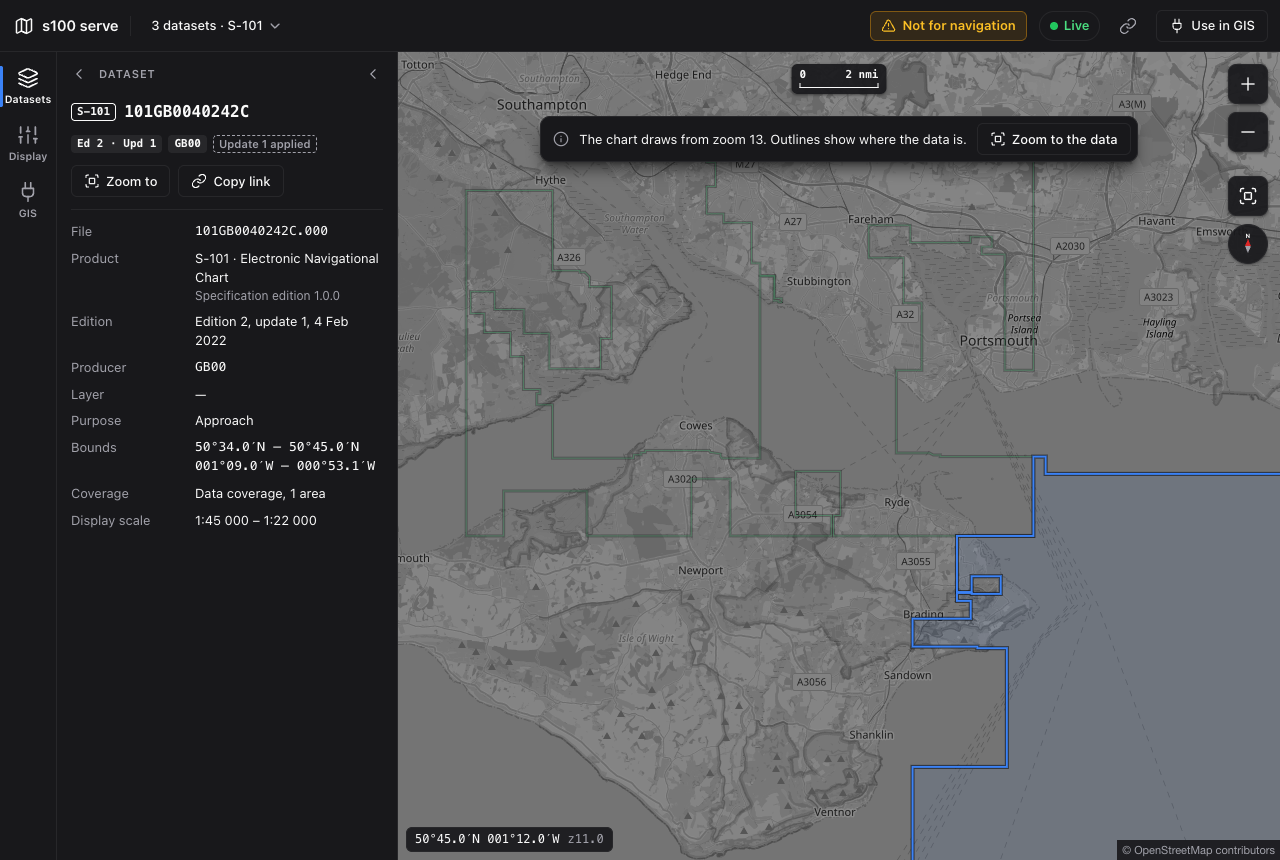 s100 serve
3 datasets · S-101
Not for navigation
Live
Use in GIS
Datasets
Display
GIS
DATASET
S-101 101GB0040242C
Ed 2 · Upd 1 GB00 Update 1 applied
Zoom to Copy link
File 101GB0040242C.000
Product S-101 · Electronic Navigational
Chart
Specification edition 1.0.0
Edition Edition 2, update 1, 4 Feb
2022
Producer GB00
Layer —
Purpose Approach
Bounds 50°34.0′N — 50°45.0′N
001°09.0′W — 000°53.1′W
Coverage Data coverage, 1 area
Display scale 1:45 000 – 1:22 000
0 2 nmi
The chart draws from zoom 13. Outlines show where the data is. Zoom to the data
Totton
Southampton
Hedge End
Southampton
A3(M)
M27
Hythe
Southampton
Water
A27
Fareham
Havant
Emswo
A2030
A326
Stubbington
A32
Portsmouth
Portsea
Island
A3023
Hayling
Island
Portsmouth
aulieu
eath
Cowes
A3020
A3054
Ryde
mouth
Newport
A3055
Brading
Isle of Wight
Sandown
A3056
Shanklin
Ventnor
N
50°45.0′N 001°12.0′W z11.0
© OpenStreetMap contributors